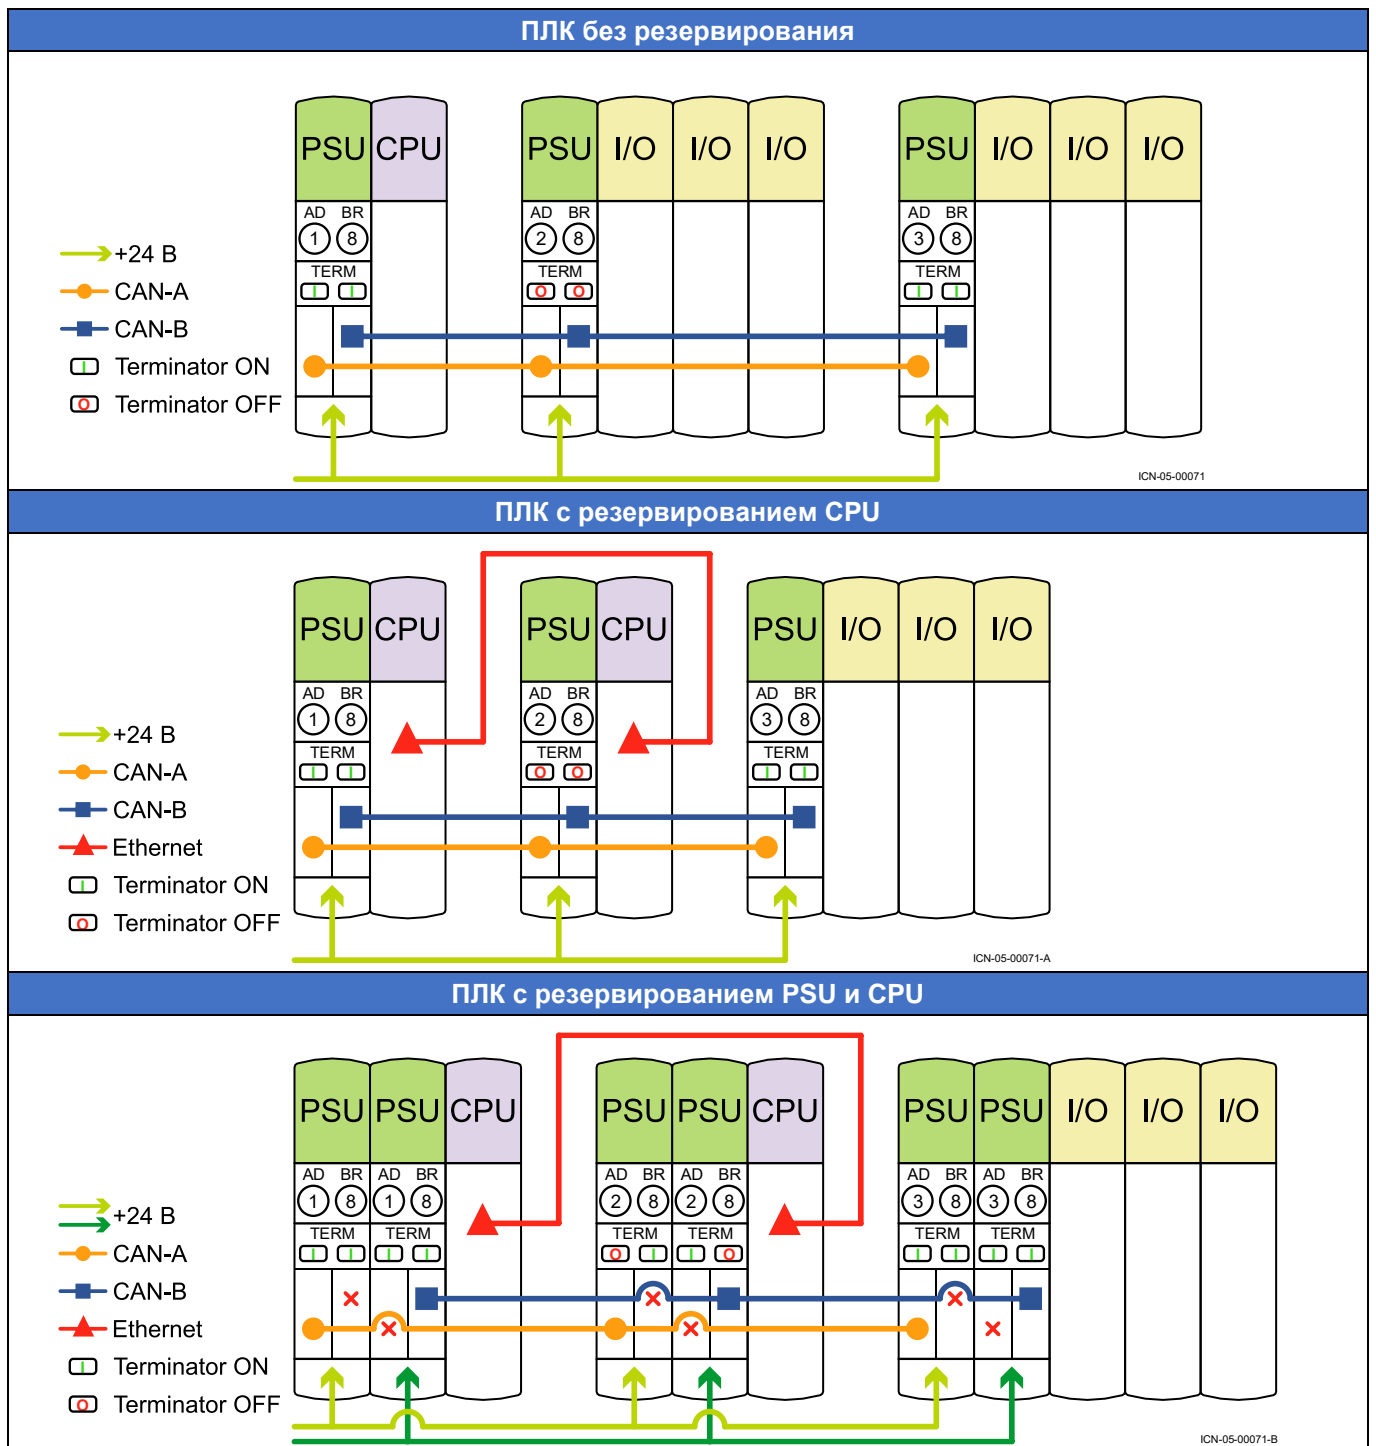 ПЛК без резервирования
PSU CPU PSU I/O I/O I/O PSU I/O I/O I/O
AD BR AD BR AD BR
1 8 2 8 3 8
TERM TERM TERM
I I O O I I
+24 В
CAN-A
CAN-B
Terminator ON
Terminator OFF
ICN-05-00071
ПЛК с резервированием CPU
PSU CPU PSU CPU PSU I/O I/O I/O
AD BR AD BR AD BR
1 8 2 8 3 8
TERM TERM TERM
I I O O I I
+24 В
CAN-A
CAN-B
Ethernet
Terminator ON
Terminator OFF
ICN-05-00071-A
ПЛК с резервированием PSU и CPU
PSU PSU CPU PSU PSU CPU PSU PSU I/O I/O I/O
AD BR AD BR AD BR AD BR AD BR AD BR
1 8 1 8 2 8 2 8 3 8 3 8
TERM TERM TERM TERM TERM TERM
I I I I O I I O I I I I
+24 В
CAN-A
CAN-B
Ethernet
Terminator ON
Terminator OFF
ICN-05-00071-B